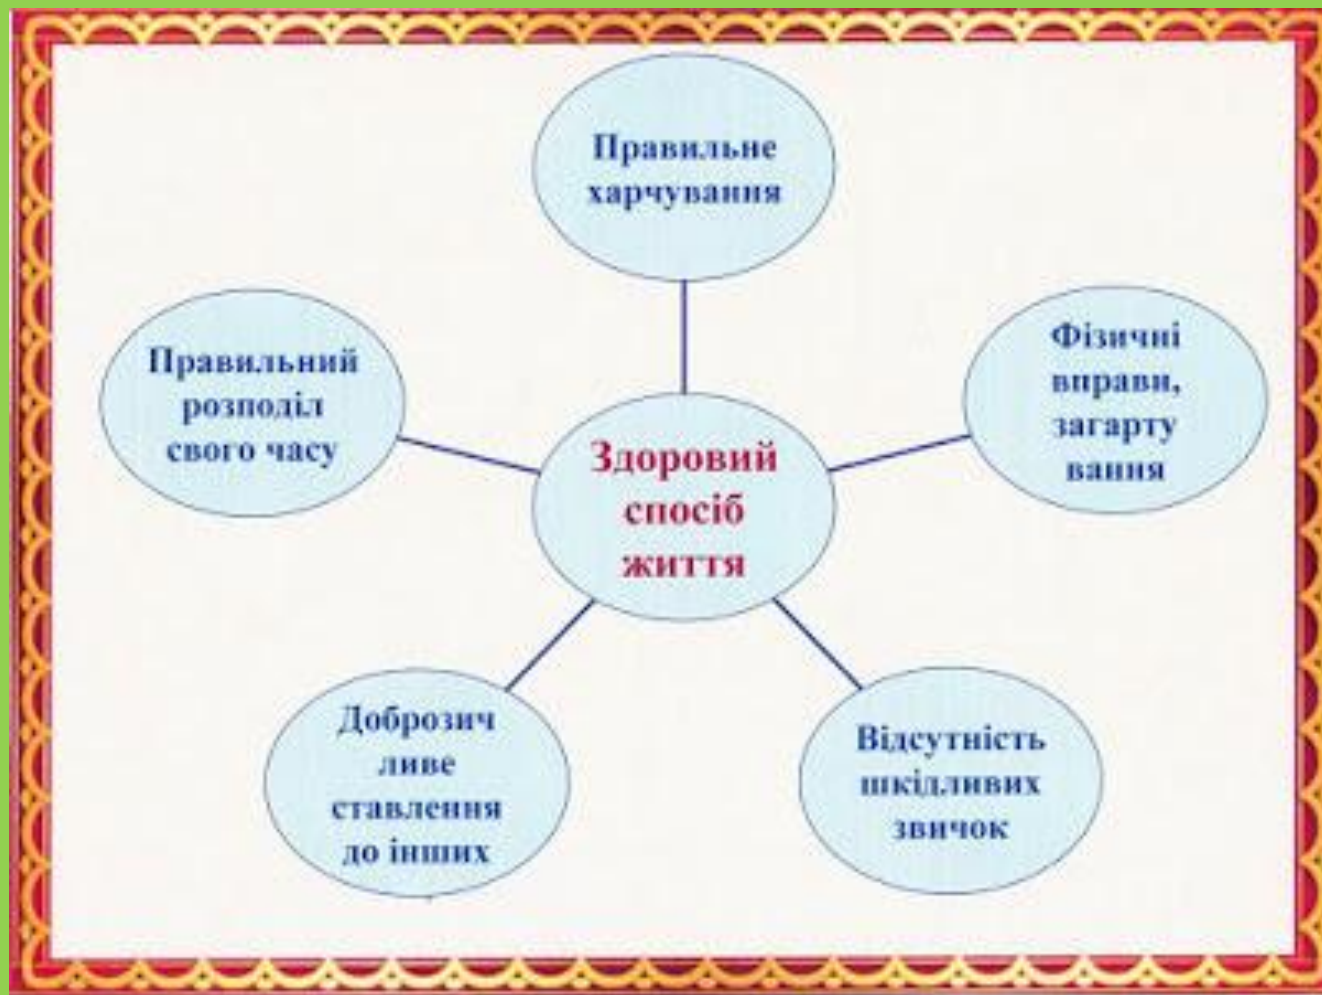 Правильне
харчування
Правильний
розподіл
свого часу
Фізичні
вправи,
загарту
вання
Здоровий
спосіб
життя
Доброзич
ливе
ставлення
до інших
Відсутність
шкідливих
звичок